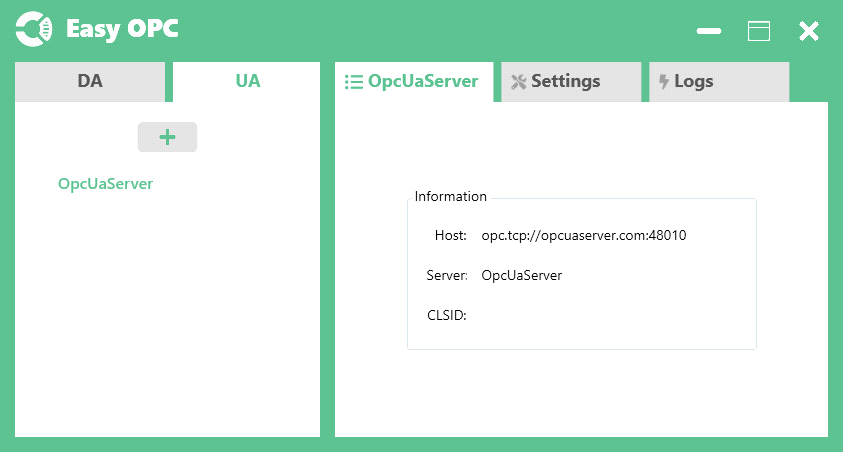 Easy OPC
DA
UA
OpcUaServer
Settings
Logs
OpcUaServer
Information
Host: opc.tcp://opcuaserver.com:48010
Server: OpcUaServer
CLSID: